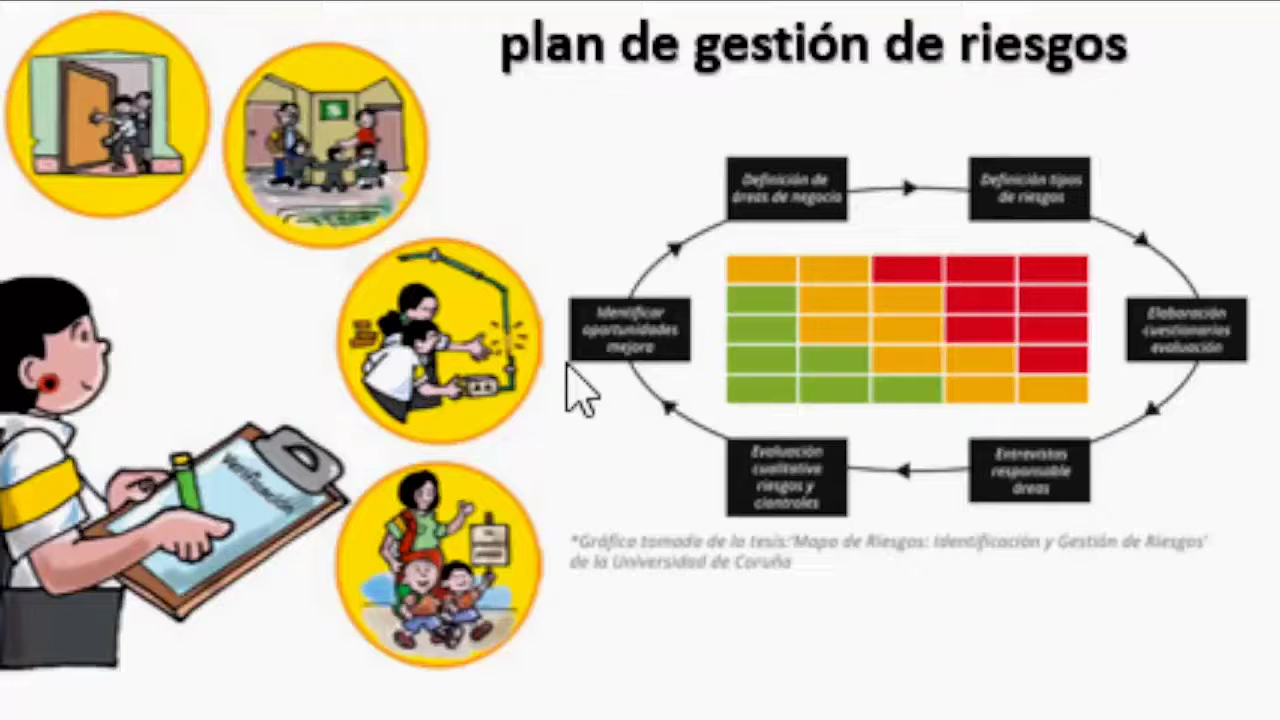 plan de gestión de riesgos
Definición de
áreas de negocio
Definición tipos
de riesgos
Identificar
oportunidades
mejora
Elaboración
cuestionarios
evaluación
Evaluación
cualitativa
riesgos y
ciontroles
Entrevistas
responsable
áreas
Verificación
*Gráfica tomada de la tesis:'Mapa de Riesgos: Identificación y Gestión de Riesgos'
de la Universidad de Coruña